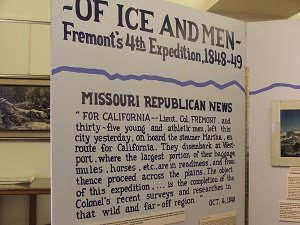 ~OF ICE AND MEN~
Fremont's 4th Expedition, 1848-49
MISSOURI REPUBLICAN NEWS
"FOR CALIFORNIA--Lieut. Col. FREMONT, and
thirty-five young and athletic men, left this
city yesterday, on board the steamer Martha, en
route for California. They disembark at West-
port, where the largest portion of their baggage
mules, horses, etc. are in readiness, and from
thence proceed across the plains. The object
of this expedition.... is the completion of the
Colonel's recent surveys and researches in
that wild and far-off region."
OCT. 4, 1848